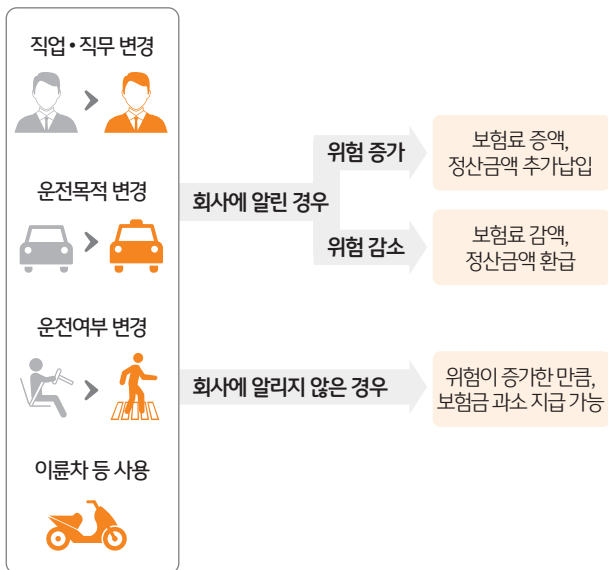 직업•직무 변경
운전목적 변경
운전여부 변경
이륜차 등 사용
회사에 알린 경우
위험 증가
보험료 증액,
정산금액 추가납입
위험 감소
보험료 감액,
정산금액 환급
회사에 알리지 않은 경우
위험이 증가한 만큼,
보험금 과소 지급 가능